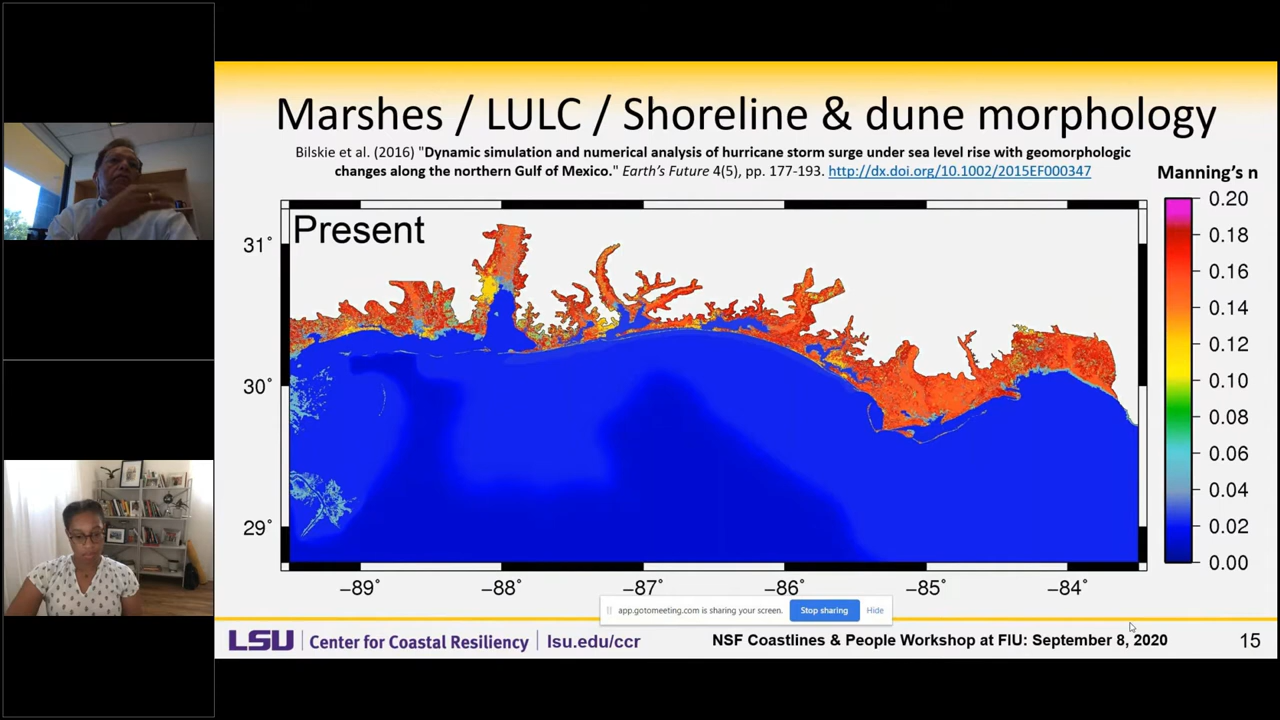 Marshes / LULC / Shoreline & dune morphology
Bilskie et al. (2016) "Dynamic simulation and numerical analysis of hurricane storm surge under sea level rise with geomorphologic
changes along the northern Gulf of Mexico." Earth's Future 4(5), pp. 177-193. http://dx.doi.org/10.1002/2015EF000347
Manning's n
Present
31°
30°
29°
−89
−88
−87
−86
−85
−84
0.20
0.18
0.16
0.14
0.12
0.10
0.08
0.06
0.04
0.02
0.00
app.gotomeeting.com is sharing your screen.
Stop sharing
Hide
LSU Center for Coastal Resiliency lsu.edu/ccr
NSF Coastlines & People Workshop at FIU: September 8, 2020
15